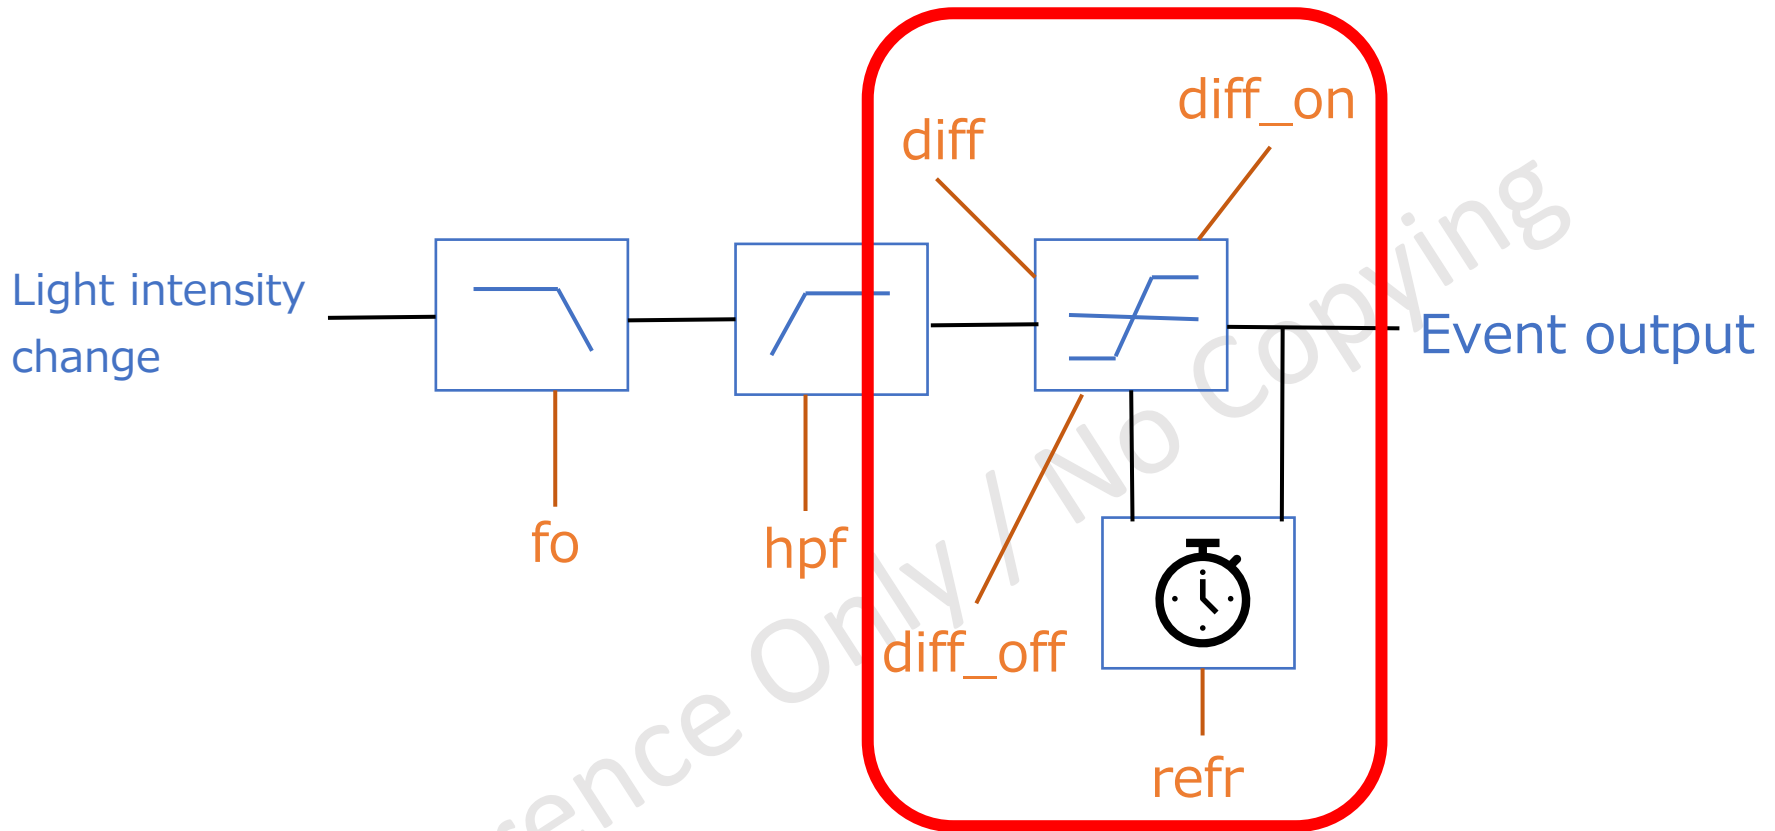 diff_on
diff
Light intensity
change
Event output
fo
hpf
diff_off
refr
ence Only / No Copying